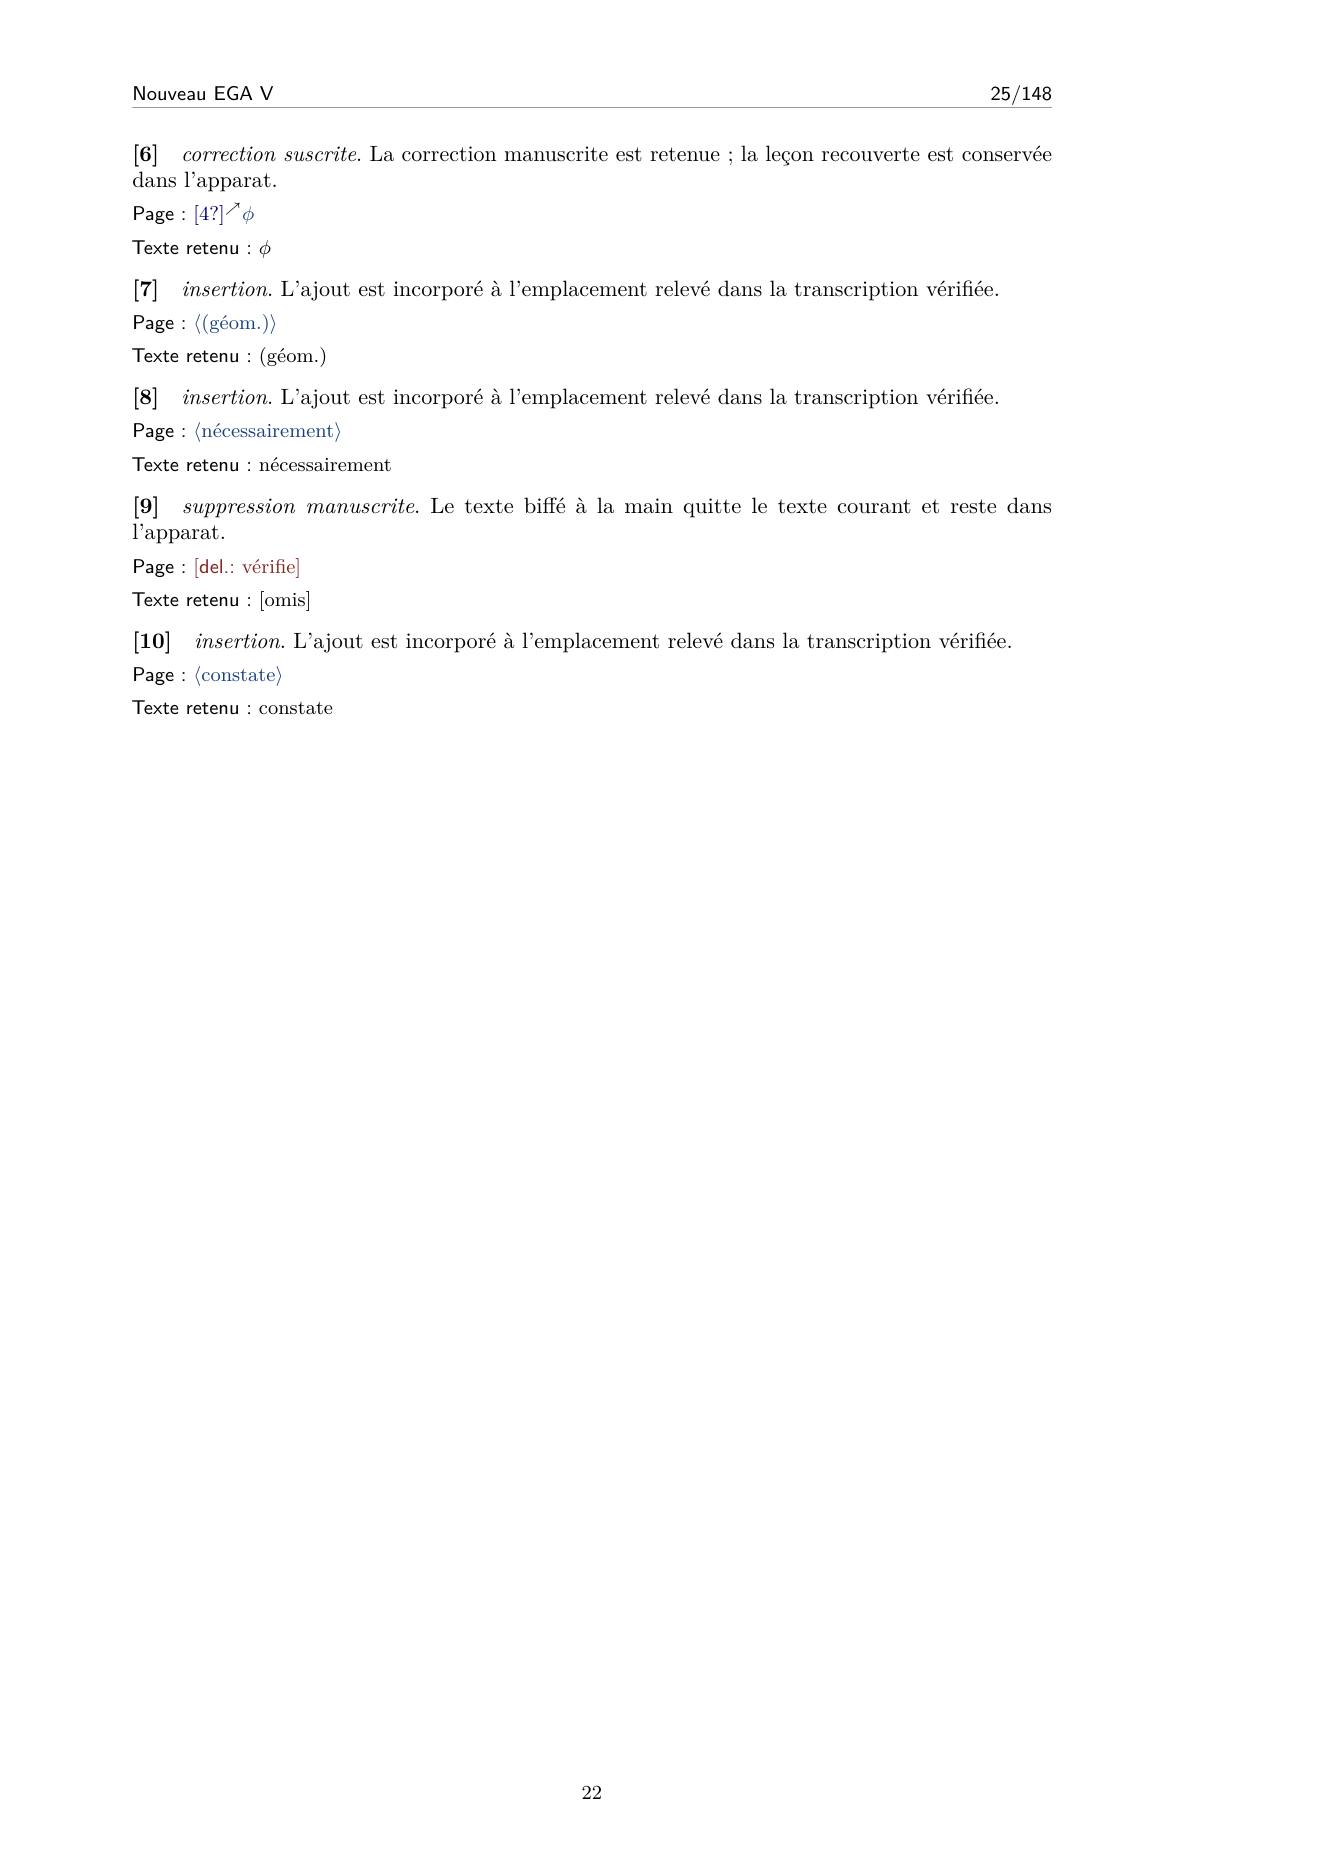 Nouveau EGA V 25/148
[6] correction suscrite. La correction manuscrite est retenue ; la leçon recouverte est conservée
dans l'apparat.
Page : [4?]↗ϕ
Texte retenu : ϕ
[7] insertion. L'ajout est incorporé à l'emplacement relevé dans la transcription vérifiée.
Page : ⟨(géom.)⟩
Texte retenu : (géom.)
[8] insertion. L'ajout est incorporé à l'emplacement relevé dans la transcription vérifiée.
Page : ⟨nécessairement⟩
Texte retenu : nécessairement
[9] suppression manuscrite. Le texte biffé à la main quitte le texte courant et reste dans
l'apparat.
Page : [del.: vérifie]
Texte retenu : [omis]
[10] insertion. L'ajout est incorporé à l'emplacement relevé dans la transcription vérifiée.
Page : ⟨constate⟩
Texte retenu : constate
22